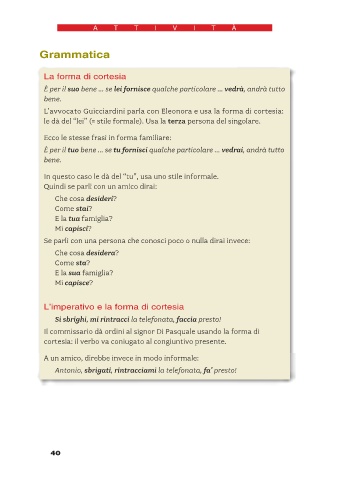 ATTIVITÀ
Grammatica
La forma di cortesia
È per il suo bene ... se lei fornisce qualche particolare ... vedrà, andrà tutto
bene.
L'avvocato Guicciardini parla con Eleonora e usa la forma di cortesia:
le dà del "lei" (= stile formale). Usa la terza persona del singolare.
Ecco le stesse frasi in forma familiare:
È per il tuo bene ... se tu fornisci qualche particolare ... vedrai, andrà tutto
bene.
In questo caso le dà del "tu", usa uno stile informale.
Quindi se parli con un amico dirai:
Che cosa desideri?
Come stai?
E la tua famiglia?
Mi capisci?
Se parli con una persona che conosci poco o nulla dirai invece:
Che cosa desidera?
Come sta?
E la sua famiglia?
Mi capisce?
L'imperativo e la forma di cortesia
Si sbrighi, mi rintracci la telefonata, faccia presto!
Il commissario dà ordini al signor Di Pasquale usando la forma di
cortesia: il verbo va coniugato al congiuntivo presente.
A un amico, direbbe invece in modo informale:
Antonio, sbrigati, rintracciami la telefonata, fa' presto!
40